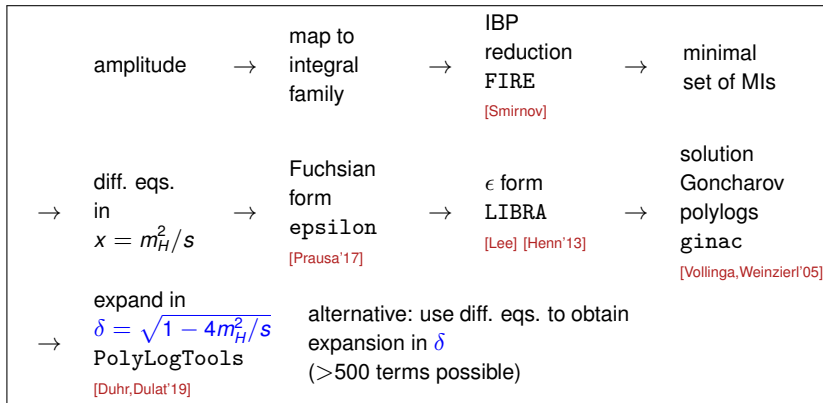 amplitude → map to integral family → IBP reduction FIRE [Smirnov] → minimal set of MIs
→ diff. eqs. in x = m_H^2/s → Fuchsian form epsilon [Prausa'17] → ϵ form LIBRA [Lee] [Henn'13] → solution Goncharov polylogs ginac [Vollinga,Weinzierl'05]
→ expand in δ = √(1 − 4m_H^2/s) PolyLogTools [Duhr,Dulat'19]
alternative: use diff. eqs. to obtain
expansion in δ
(>500 terms possible)